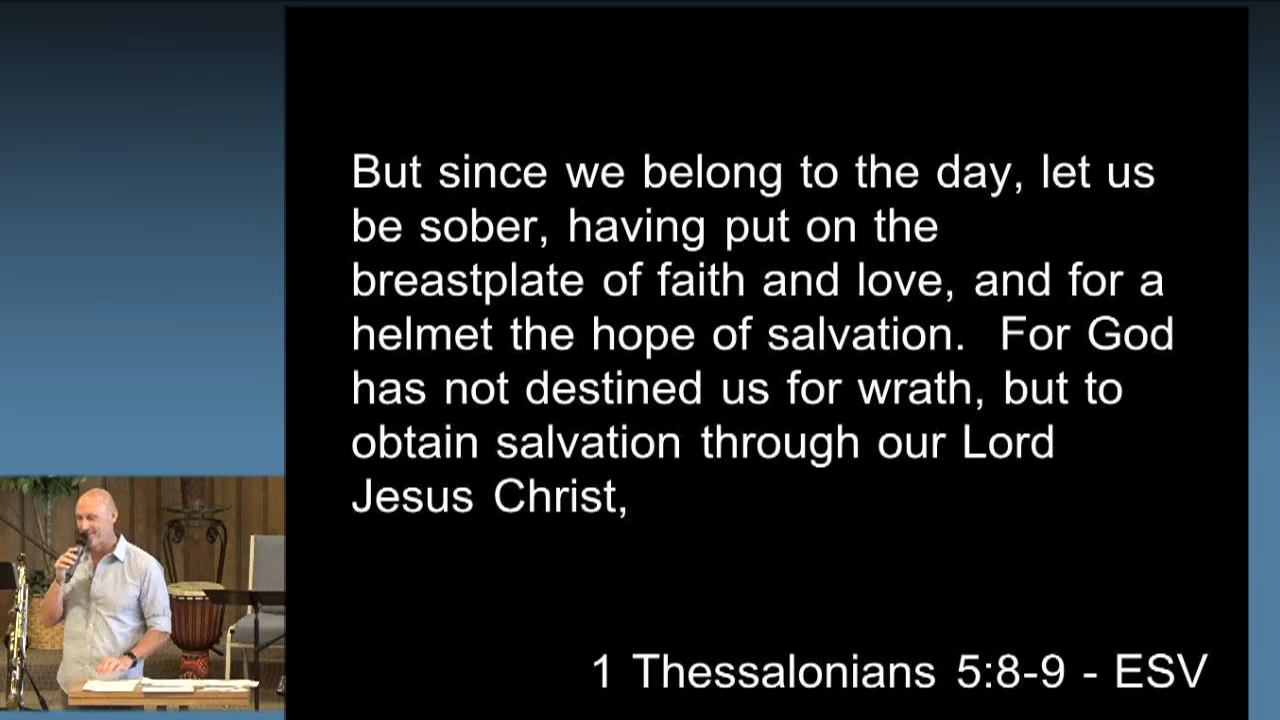 But since we belong to the day, let us
be sober, having put on the
breastplate of faith and love, and for a
helmet the hope of salvation.  For God
has not destined us for wrath, but to
obtain salvation through our Lord
Jesus Christ,
1 Thessalonians 5:8-9 - ESV